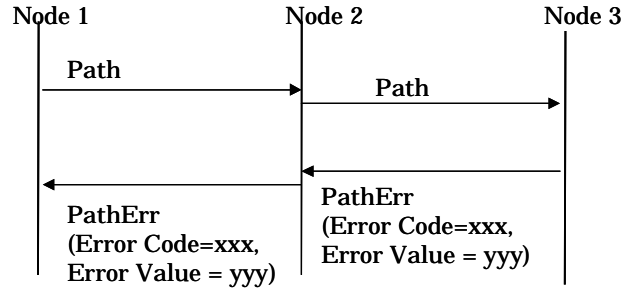 Node 1 Node 2 Node 3
Path
Path
PathErr
(Error Code=xxx,
Error Value = yyy)
PathErr
(Error Code=xxx,
Error Value = yyy)